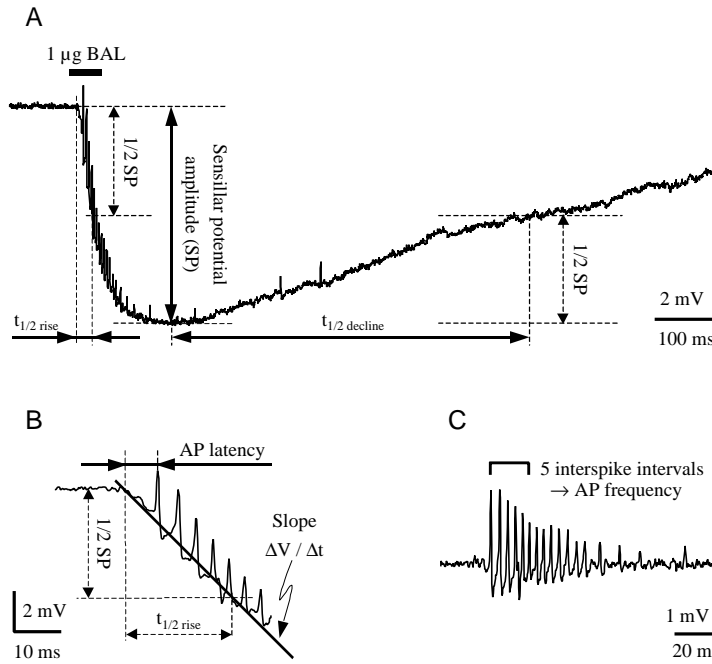 A
1 µg BAL
1/2 SP
Sensillar potential
amplitude (SP)
1/2 SP
t1/2 rise
t1/2 decline
2 mV
100 ms
B
AP latency
1/2 SP
Slope
ΔV / Δt
t1/2 rise
2 mV
10 ms
C
5 interspike intervals
→ AP frequency
1 mV
20 m